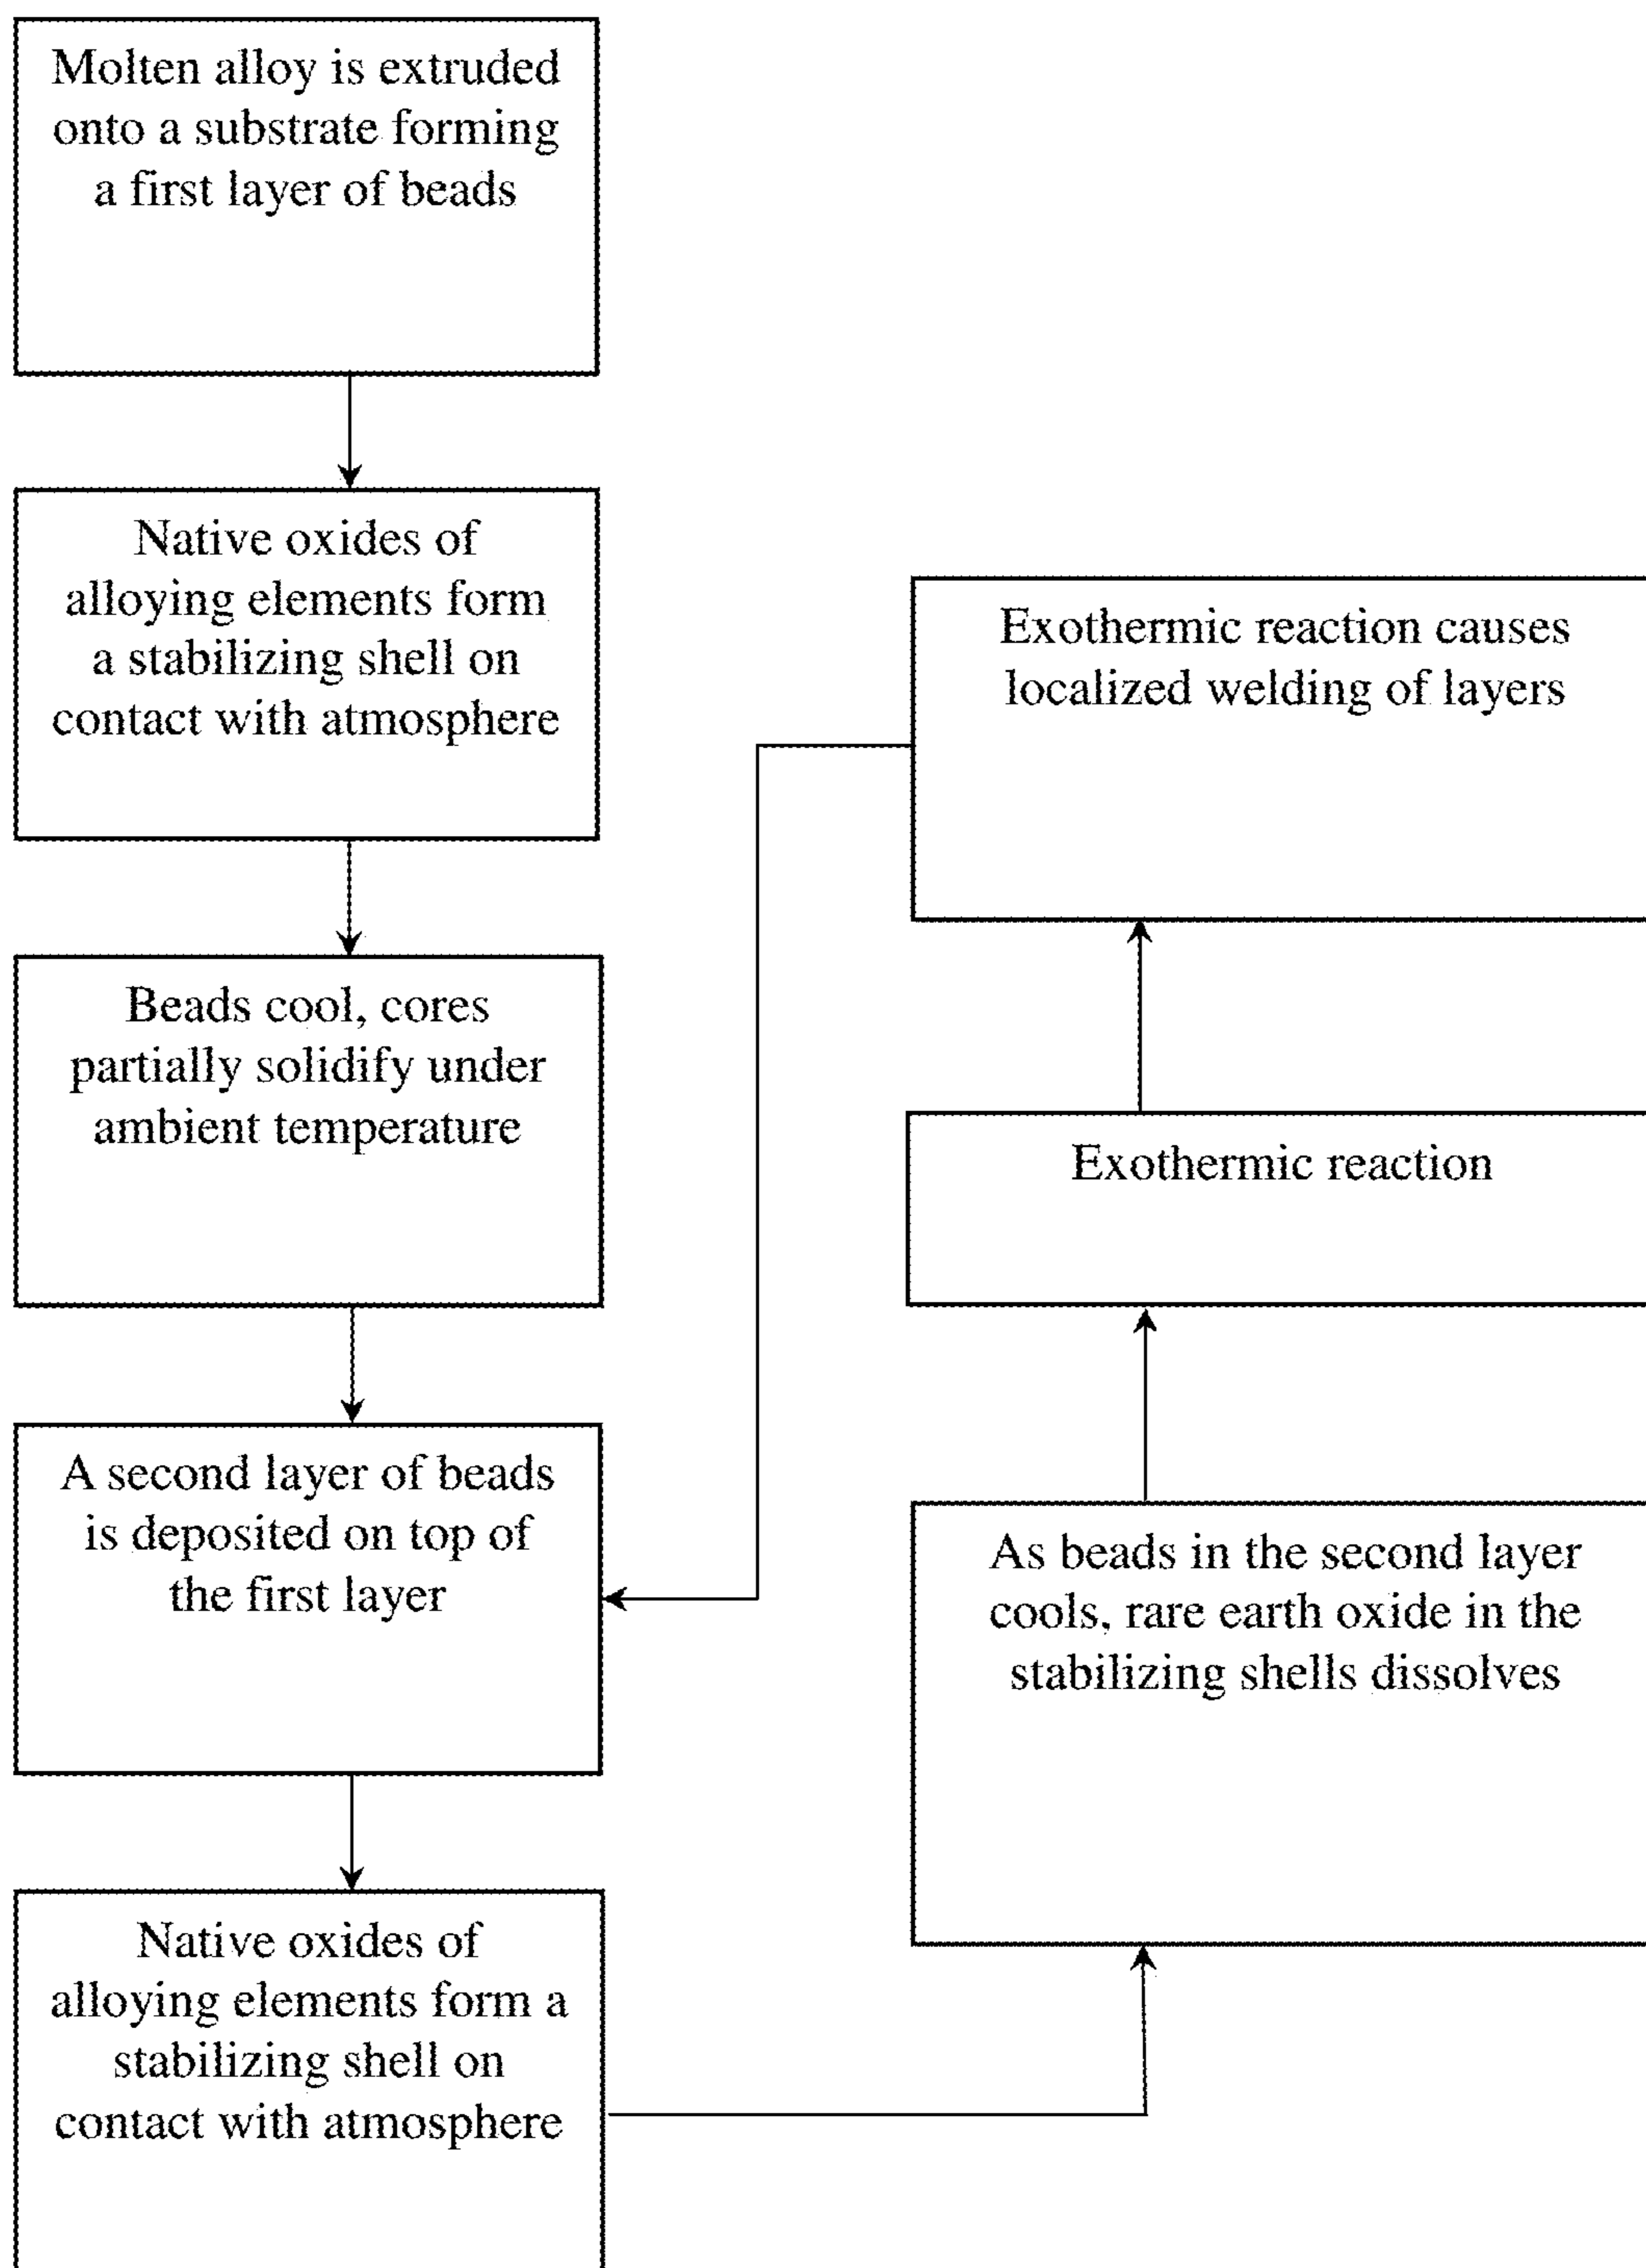 Molten alloy is extruded
onto a substrate forming
a first layer of beads
Native oxides of
alloying elements form
a stabilizing shell on
contact with atmosphere
Beads cool, cores
partially solidify under
ambient temperature
A second layer of beads
is deposited on top of
the first layer
Native oxides of
alloying elements form a
stabilizing shell on
contact with atmosphere
As beads in the second layer
cools, rare earth oxide in the
stabilizing shells dissolves
Exothermic reaction
Exothermic reaction causes
localized welding of layers